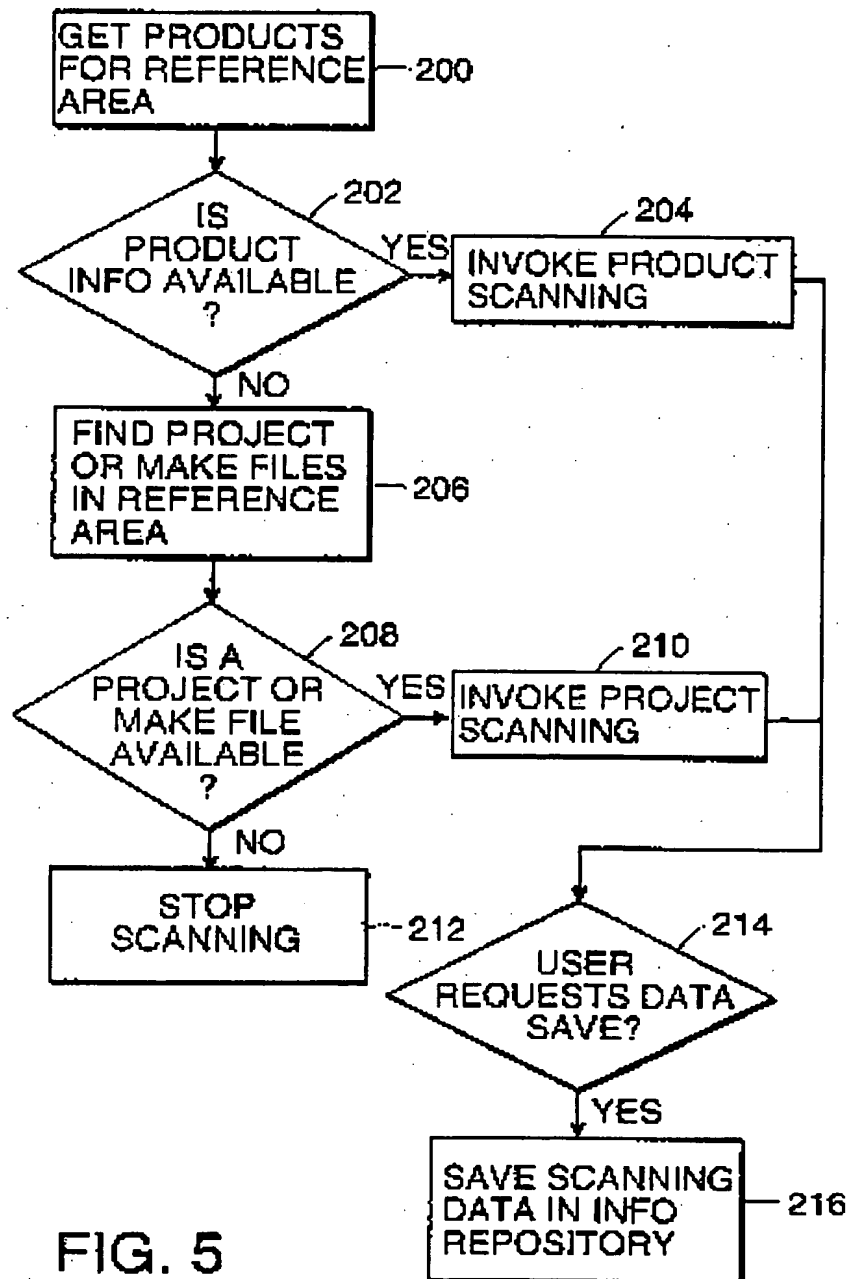 GET PRODUCTS
FOR REFERENCE
AREA
200
202
IS
PRODUCT
INFO AVAILABLE
?
YES
204
INVOKE PRODUCT
SCANNING
NO
FIND PROJECT
OR MAKE FILES
IN REFERENCE
AREA
206
208
IS A
PROJECT OR
MAKE FILE
AVAILABLE
?
YES
210
INVOKE PROJECT
SCANNING
NO
STOP
SCANNING
212
214
USER
REQUESTS DATA
SAVE?
YES
SAVE SCANNING
DATA IN INFO
REPOSITORY
216
FIG. 5